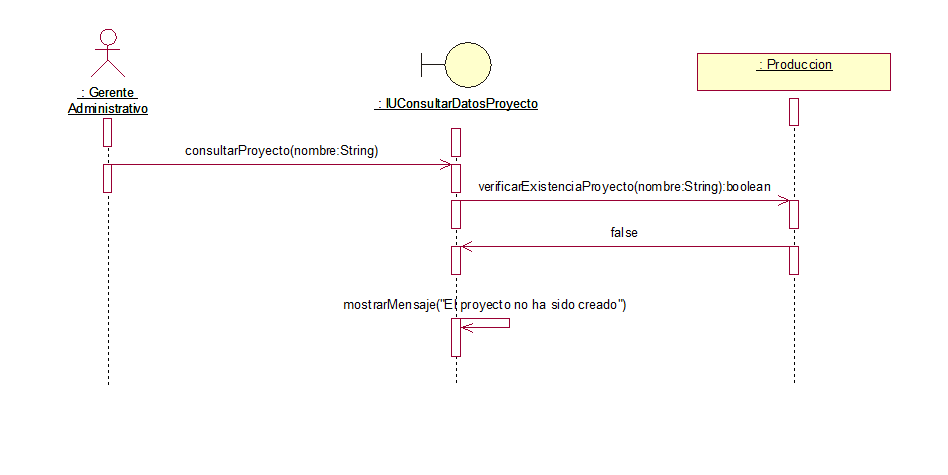 : Gerente
Administrativo
: IUConsultarDatosProyecto
: Produccion
consultarProyecto(nombre:String)
verificarExistenciaProyecto(nombre:String):boolean
false
mostrarMensaje("El proyecto no ha sido creado")